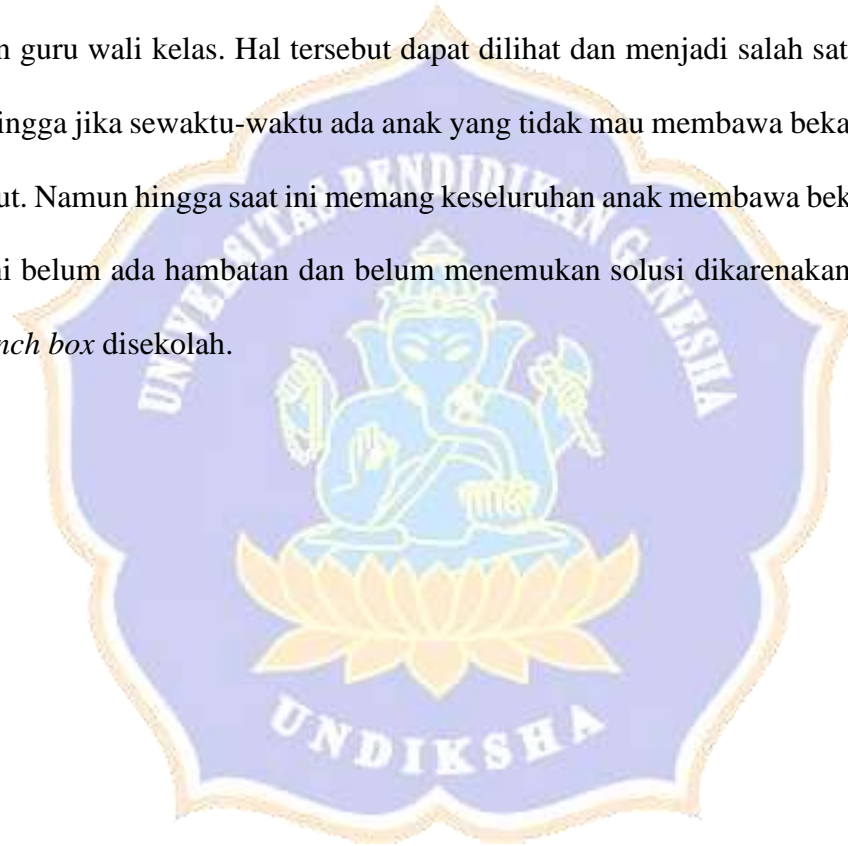 n guru wali kelas. Hal tersebut dapat dilihat dan menjadi salah sat
ingga jika sewaktu-waktu ada anak yang tidak mau membawa beka
ut. Namun hingga saat ini memang keseluruhan anak membawa bek
ni belum ada hambatan dan belum menemukan solusi dikarenakan
nch box disekolah.
UNIVERSITAS PENDIDIKAN GANESHA
UNDIKSHA